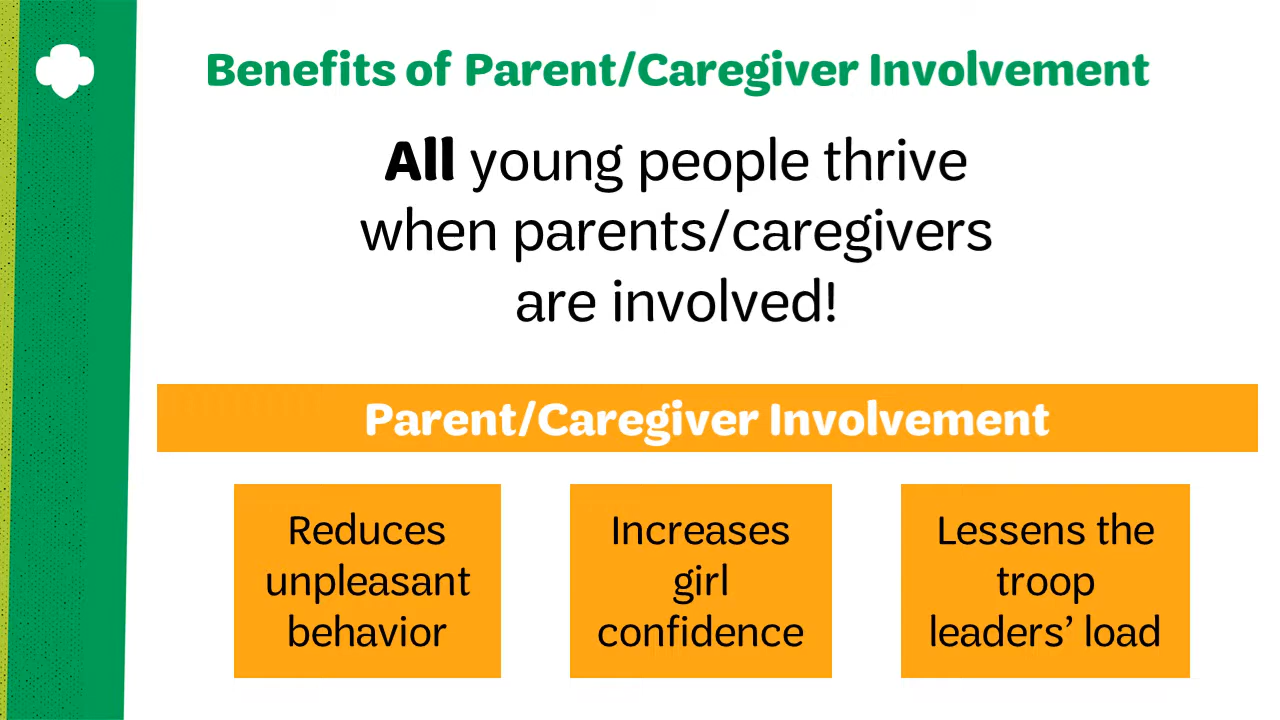 Benefits of Parent/Caregiver Involvement
All young people thrive
when parents/caregivers
are involved!
Parent/Caregiver Involvement
Reduces
unpleasant
behavior
Increases
girl
confidence
Lessens the
troop
leaders’ load